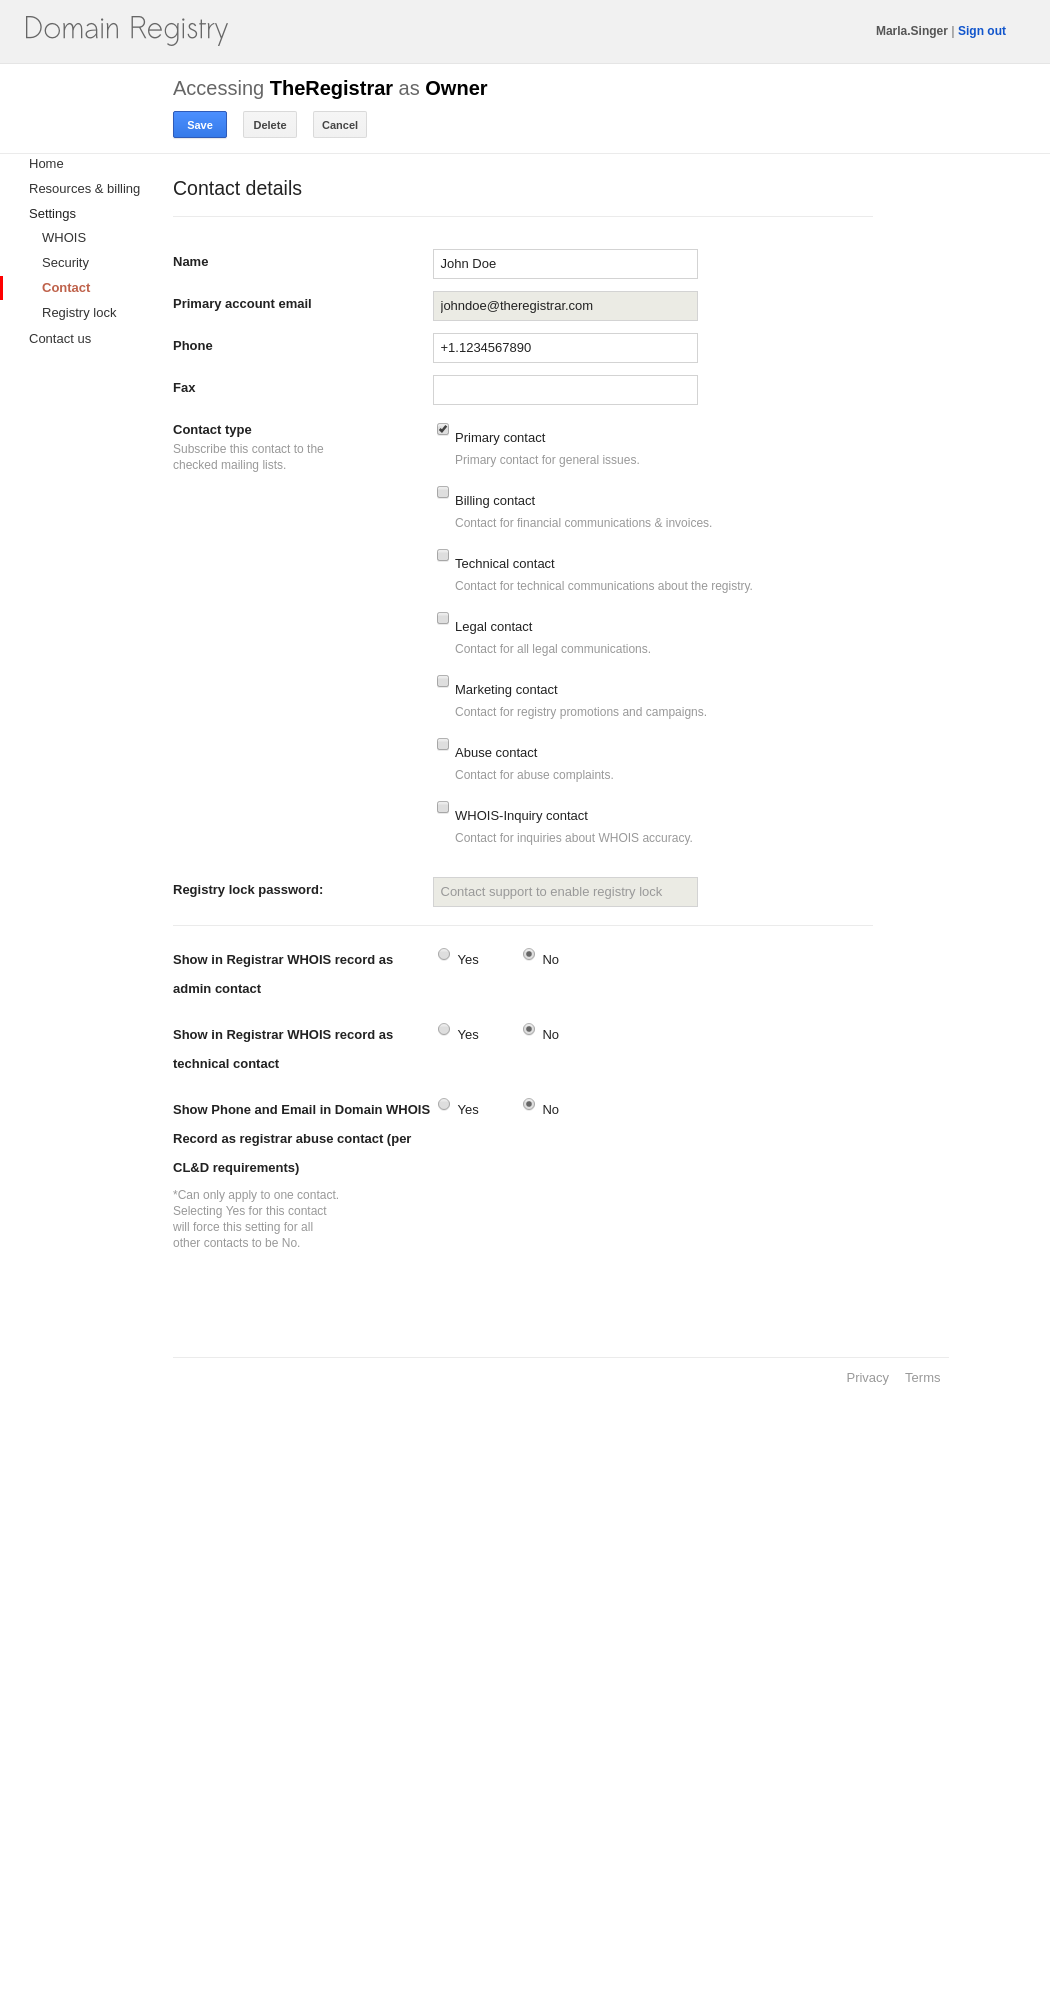 Domain Registry
Marla.Singer | Sign out
Accessing TheRegistrar as Owner
Save
Delete
Cancel
Home
Resources & billing
Settings
WHOIS
Security
Contact
Registry lock
Contact us
Contact details
Name
John Doe
Primary account email
johndoe@theregistrar.com
Phone
+1.1234567890
Fax
Contact type
Subscribe this contact to the
checked mailing lists.
Primary contact
Primary contact for general issues.
Billing contact
Contact for financial communications & invoices.
Technical contact
Contact for technical communications about the registry.
Legal contact
Contact for all legal communications.
Marketing contact
Contact for registry promotions and campaigns.
Abuse contact
Contact for abuse complaints.
WHOIS-Inquiry contact
Contact for inquiries about WHOIS accuracy.
Registry lock password:
Contact support to enable registry lock
Show in Registrar WHOIS record as
admin contact
Yes
No
Show in Registrar WHOIS record as
technical contact
Yes
No
Show Phone and Email in Domain WHOIS
Record as registrar abuse contact (per
CL&D requirements)
Yes
No
*Can only apply to one contact.
Selecting Yes for this contact
will force this setting for all
other contacts to be No.
Privacy
Terms